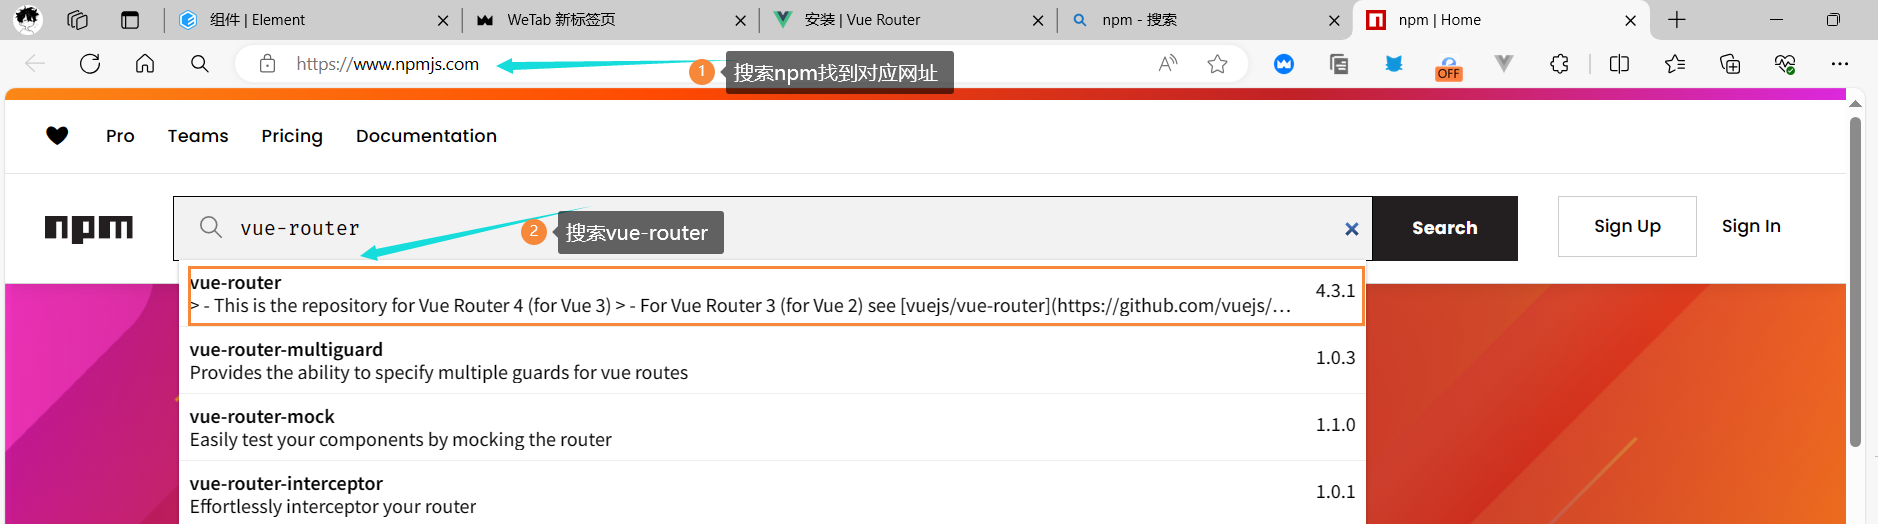 组件 | Element
WeTab 新标签页
安装 | Vue Router
npm - 搜索
npm | Home
https://www.npmjs.com
1 搜索npm找到对应网址
OFF
Pro Teams Pricing Documentation
npm
vue-router
2 搜索vue-router
Search
Sign Up
Sign In
vue-router
> - This is the repository for Vue Router 4 (for Vue 3) > - For Vue Router 3 (for Vue 2) see [vuejs/vue-router](https://github.com/vuejs/…
4.3.1
vue-router-multiguard
Provides the ability to specify multiple guards for vue routes
1.0.3
vue-router-mock
Easily test your components by mocking the router
1.1.0
vue-router-interceptor
Effortlessly interceptor your router
1.0.1